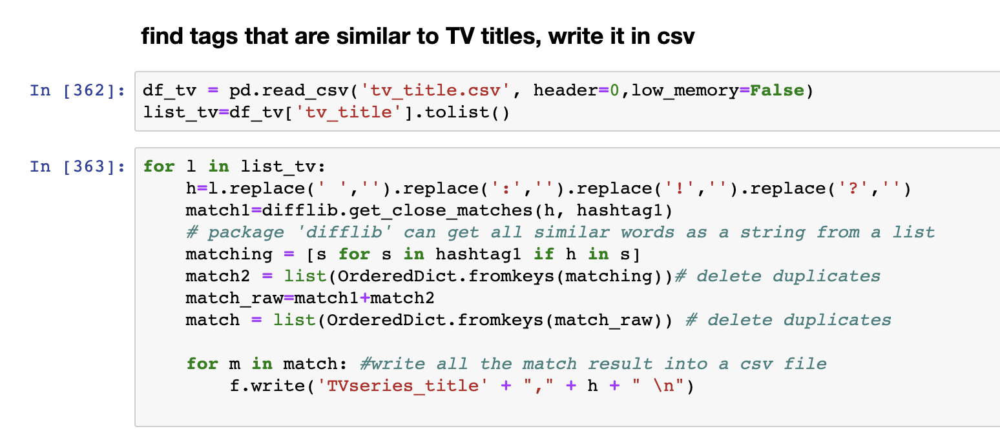 find tags that are similar to TV titles, write it in csv
In [362]: df_tv = pd.read_csv('tv_title.csv', header=0,low_memory=False)
list_tv=df_tv['tv_title'].tolist()
In [363]: for l in list_tv:
    h=l.replace(' ','').replace(':','').replace('!','').replace('?','')
    match1=difflib.get_close_matches(h, hashtag1)
    # package 'difflib' can get all similar words as a string from a list
    matching = [s for s in hashtag1 if h in s]
    match2 = list(OrderedDict.fromkeys(matching))# delete duplicates
    match_raw=match1+match2
    match = list(OrderedDict.fromkeys(match_raw)) # delete duplicates
    for m in match: #write all the match result into a csv file
        f.write('TVseries_title' + "," + h + " \n")